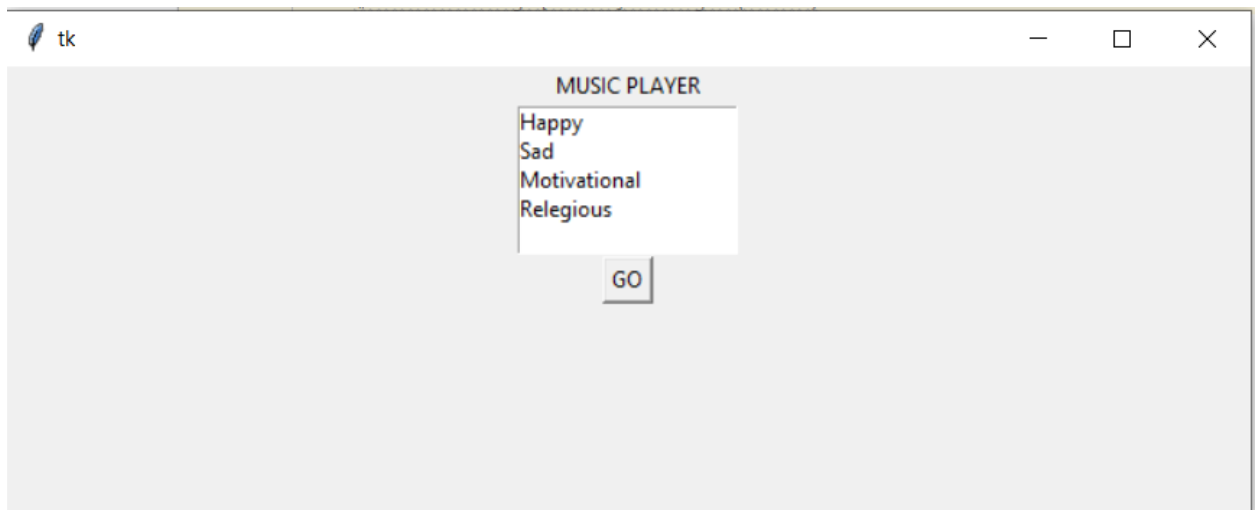 tk
MUSIC PLAYER
Happy
Sad
Motivational
Relegious
GO